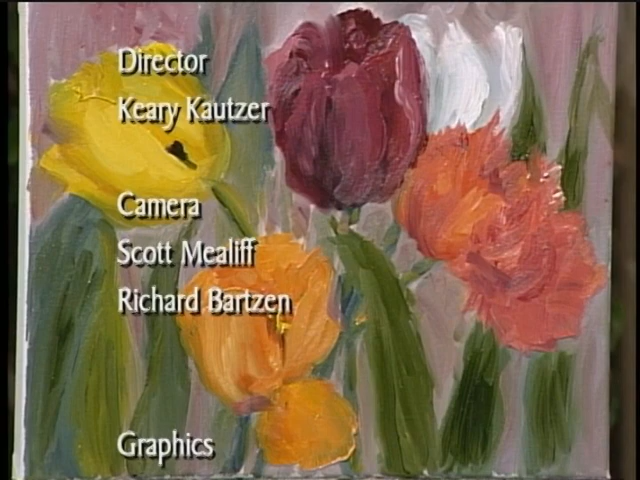 Director
Keary Kautzer
Camera
Scott Mealiff
Richard Bartzen
Graphics